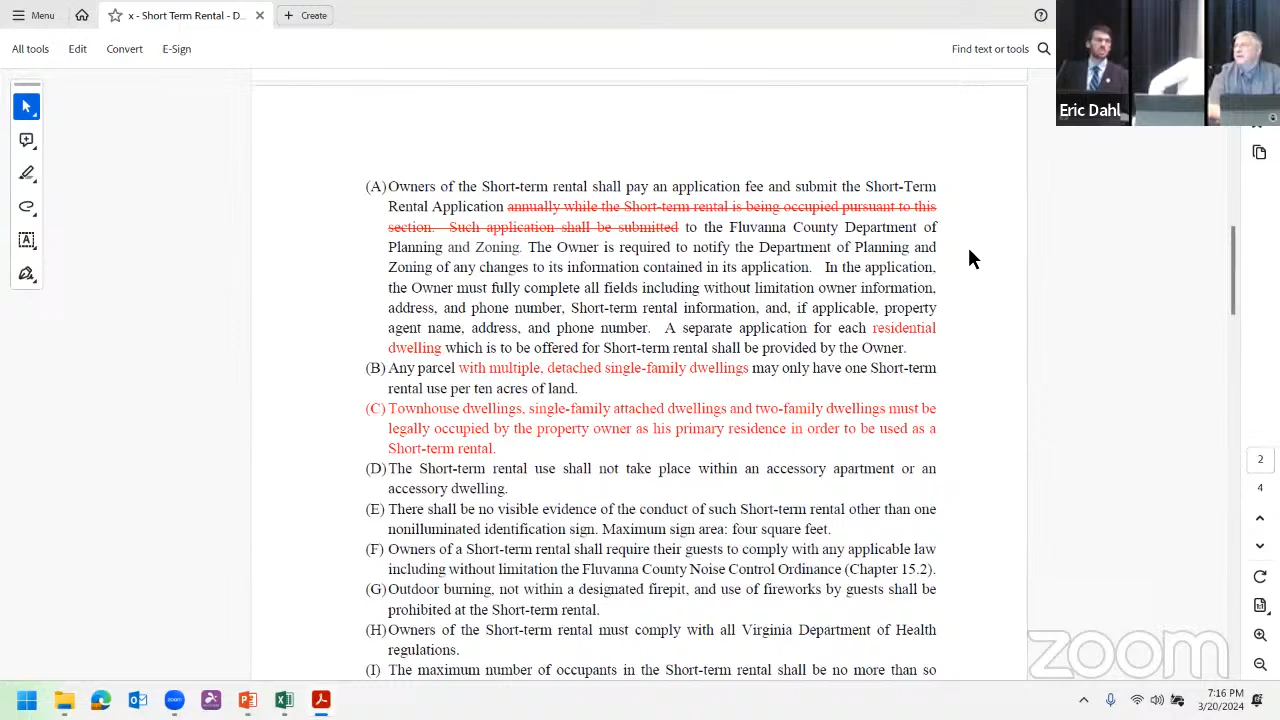 Menu
x - Short Term Rental - D...
Create
All tools
Edit
Convert
E-Sign
Find text or tools
Eric Dahl
(A) Owners of the Short-term rental shall pay an application fee and submit the Short-Term
Rental Application annually while the Short-term rental is being occupied pursuant to this
section. Such application shall be submitted to the Fluvanna County Department of
Planning and Zoning. The Owner is required to notify the Department of Planning and
Zoning of any changes to its information contained in its application. In the application,
the Owner must fully complete all fields including without limitation owner information,
address, and phone number, Short-term rental information, and, if applicable, property
agent name, address, and phone number. A separate application for each residential
dwelling which is to be offered for Short-term rental shall be provided by the Owner.
(B) Any parcel with multiple, detached single-family dwellings may only have one Short-term
rental use per ten acres of land.
(C) Townhouse dwellings, single-family attached dwellings and two-family dwellings must be
legally occupied by the property owner as his primary residence in order to be used as a
Short-term rental.
(D) The Short-term rental use shall not take place within an accessory apartment or an
accessory dwelling.
(E) There shall be no visible evidence of the conduct of such Short-term rental other than one
nonilluminated identification sign. Maximum sign area: four square feet.
(F) Owners of a Short-term rental shall require their guests to comply with any applicable law
including without limitation the Fluvanna County Noise Control Ordinance (Chapter 15.2).
(G) Outdoor burning, not within a designated firepit, and use of fireworks by guests shall be
prohibited at the Short-term rental.
(H) Owners of the Short-term rental must comply with all Virginia Department of Health
regulations.
(I) The maximum number of occupants in the Short-term rental shall be no more than so
2
4
zoom
7:16 PM
3/20/2024